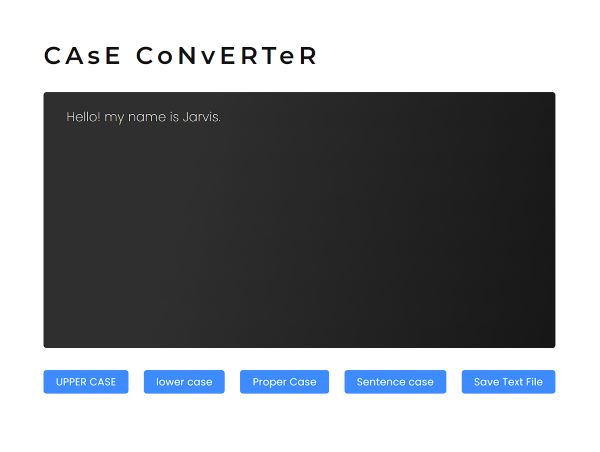 CAsE CoNvERTeR
Hello! my name is Jarvis.
UPPER CASE
lower case
Proper Case
Sentence case
Save Text File